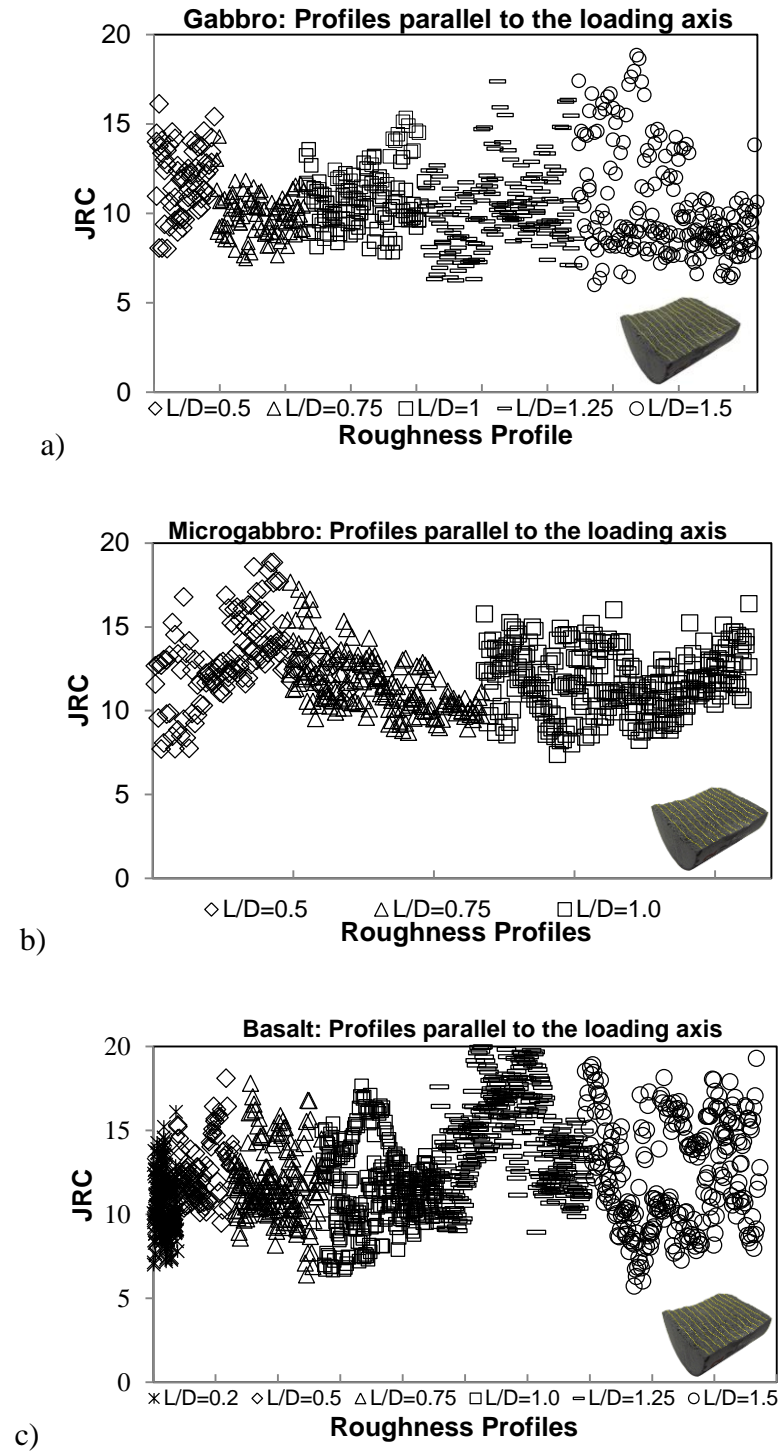 Gabbro: Profiles parallel to the loading axis
20
15
10
5
0
JRC
L/D=0.5 L/D=0.75 L/D=1 L/D=1.25 L/D=1.5
Roughness Profile
a)
Microgabbro: Profiles parallel to the loading axis
20
15
10
5
0
JRC
L/D=0.5 L/D=0.75 L/D=1.0
Roughness Profiles
b)
Basalt: Profiles parallel to the loading axis
20
15
10
5
0
JRC
L/D=0.2 L/D=0.5 L/D=0.75 L/D=1.0 L/D=1.25 L/D=1.5
Roughness Profiles
c)